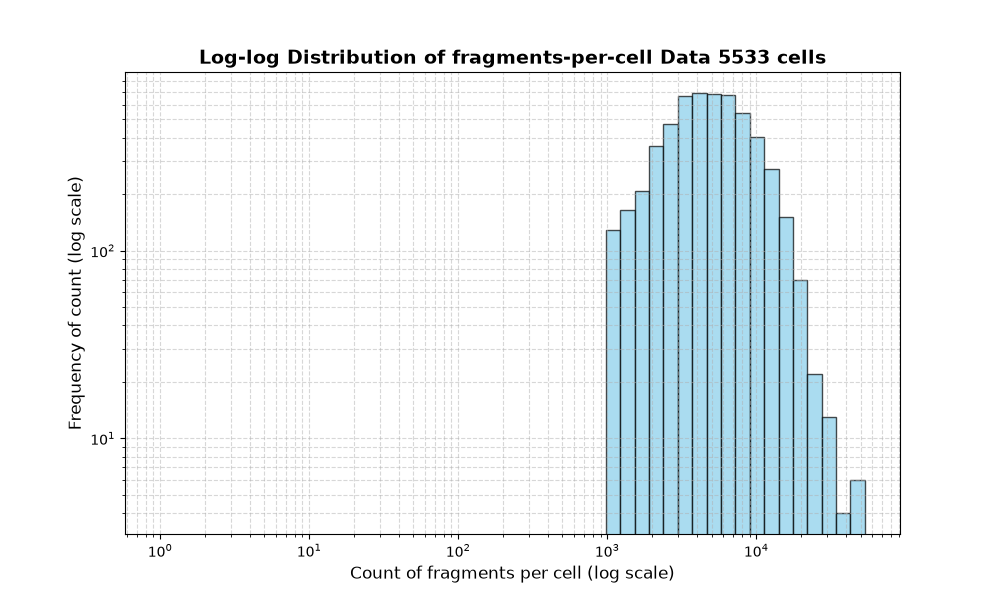 Log-log Distribution of fragments-per-cell Data 5533 cells
Frequency of count (log scale)
10²
10¹
10⁰ 10¹ 10² 10³ 10⁴
Count of fragments per cell (log scale)